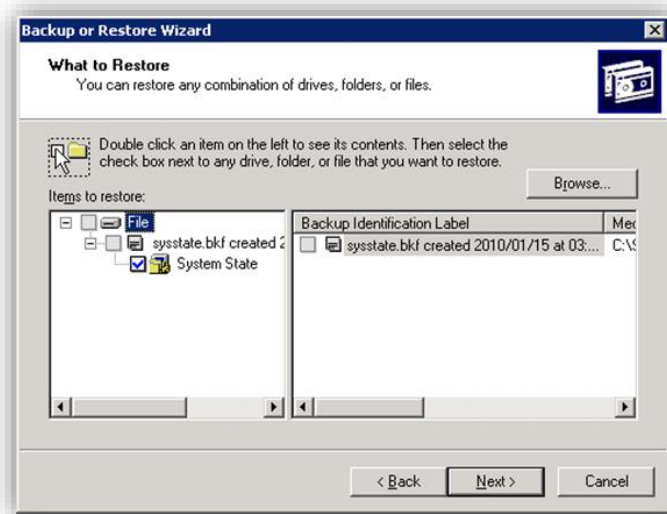 Backup or Restore Wizard
What to Restore
You can restore any combination of drives, folders, or files.
Double click an item on the left to see its contents. Then select the
check box next to any drive, folder, or file that you want to restore.
Browse...
Items to restore:
File
sysstate.bkf created 2
System State
Backup Identification Label
Med
sysstate.bkf created 2010/01/15 at 03:...
C:\S
< Back
Next >
Cancel